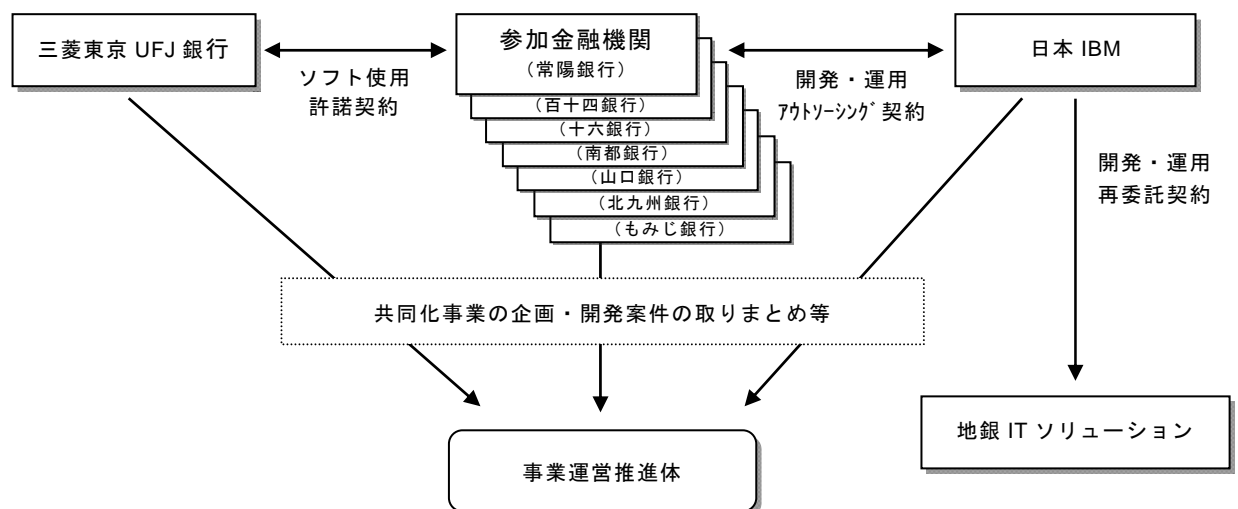 三菱東京 UFJ 銀行
ソフト使用
許諾契約
参加金融機関
（常陽銀行）
（百十四銀行）
（十六銀行）
（南都銀行）
（山口銀行）
（北九州銀行）
（もみじ銀行）
開発・運用
ｱｳﾄｿｰｼﾝｸﾞ契約
日本 IBM
開発・運用
再委託契約
共同化事業の企画・開発案件の取りまとめ等
地銀 IT ソリューション
事業運営推進体